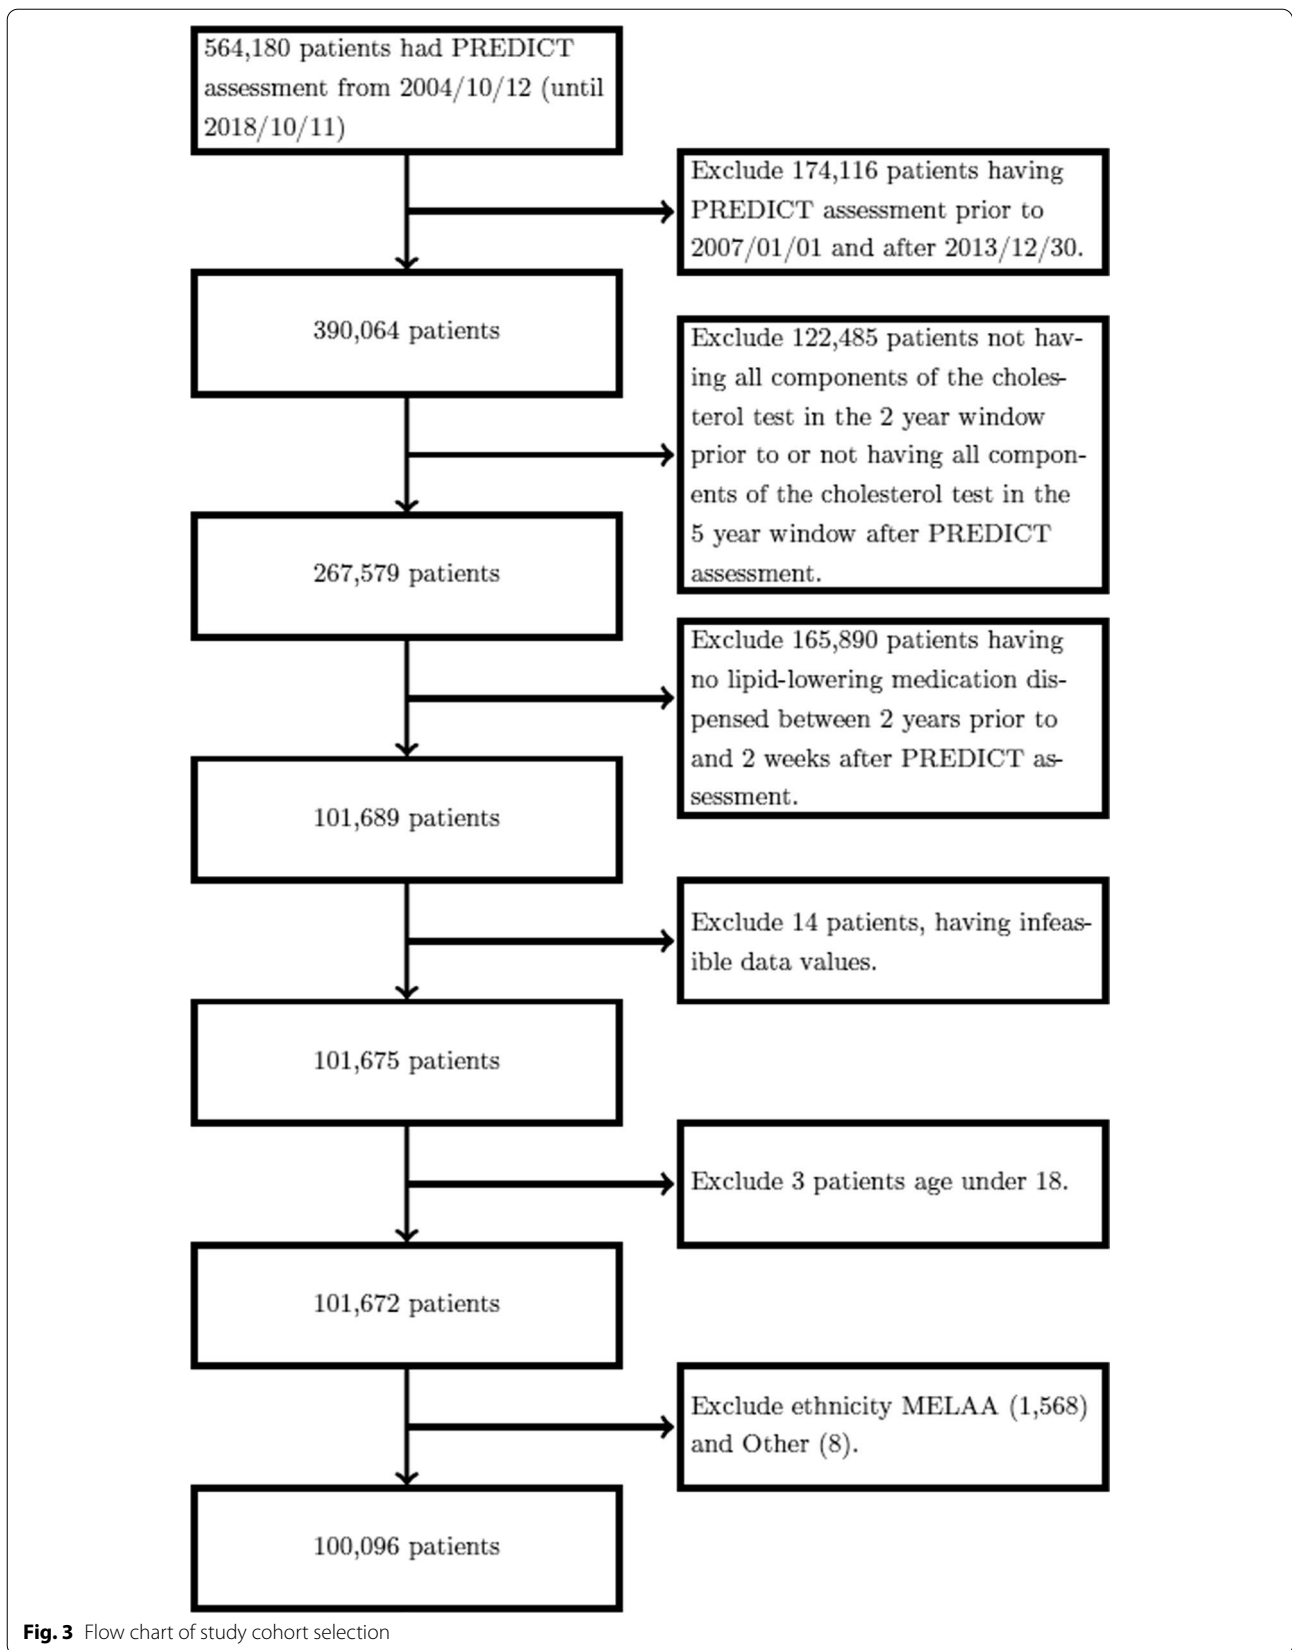 564,180 patients had PREDICT
assessment from 2004/10/12 (until
2018/10/11)
Exclude 174,116 patients having
PREDICT assessment prior to
2007/01/01 and after 2013/12/30.
390,064 patients
Exclude 122,485 patients not hav-
ing all components of the choles-
terol test in the 2 year window
prior to or not having all compon-
ents of the cholesterol test in the
5 year window after PREDICT
assessment.
267,579 patients
Exclude 165,890 patients having
no lipid-lowering medication dis-
pensed between 2 years prior to
and 2 weeks after PREDICT as-
sessment.
101,689 patients
Exclude 14 patients, having infeas-
ible data values.
101,675 patients
Exclude 3 patients age under 18.
101,672 patients
Exclude ethnicity MELAA (1,568)
and Other (8).
100,096 patients
Fig. 3 Flow chart of study cohort selection